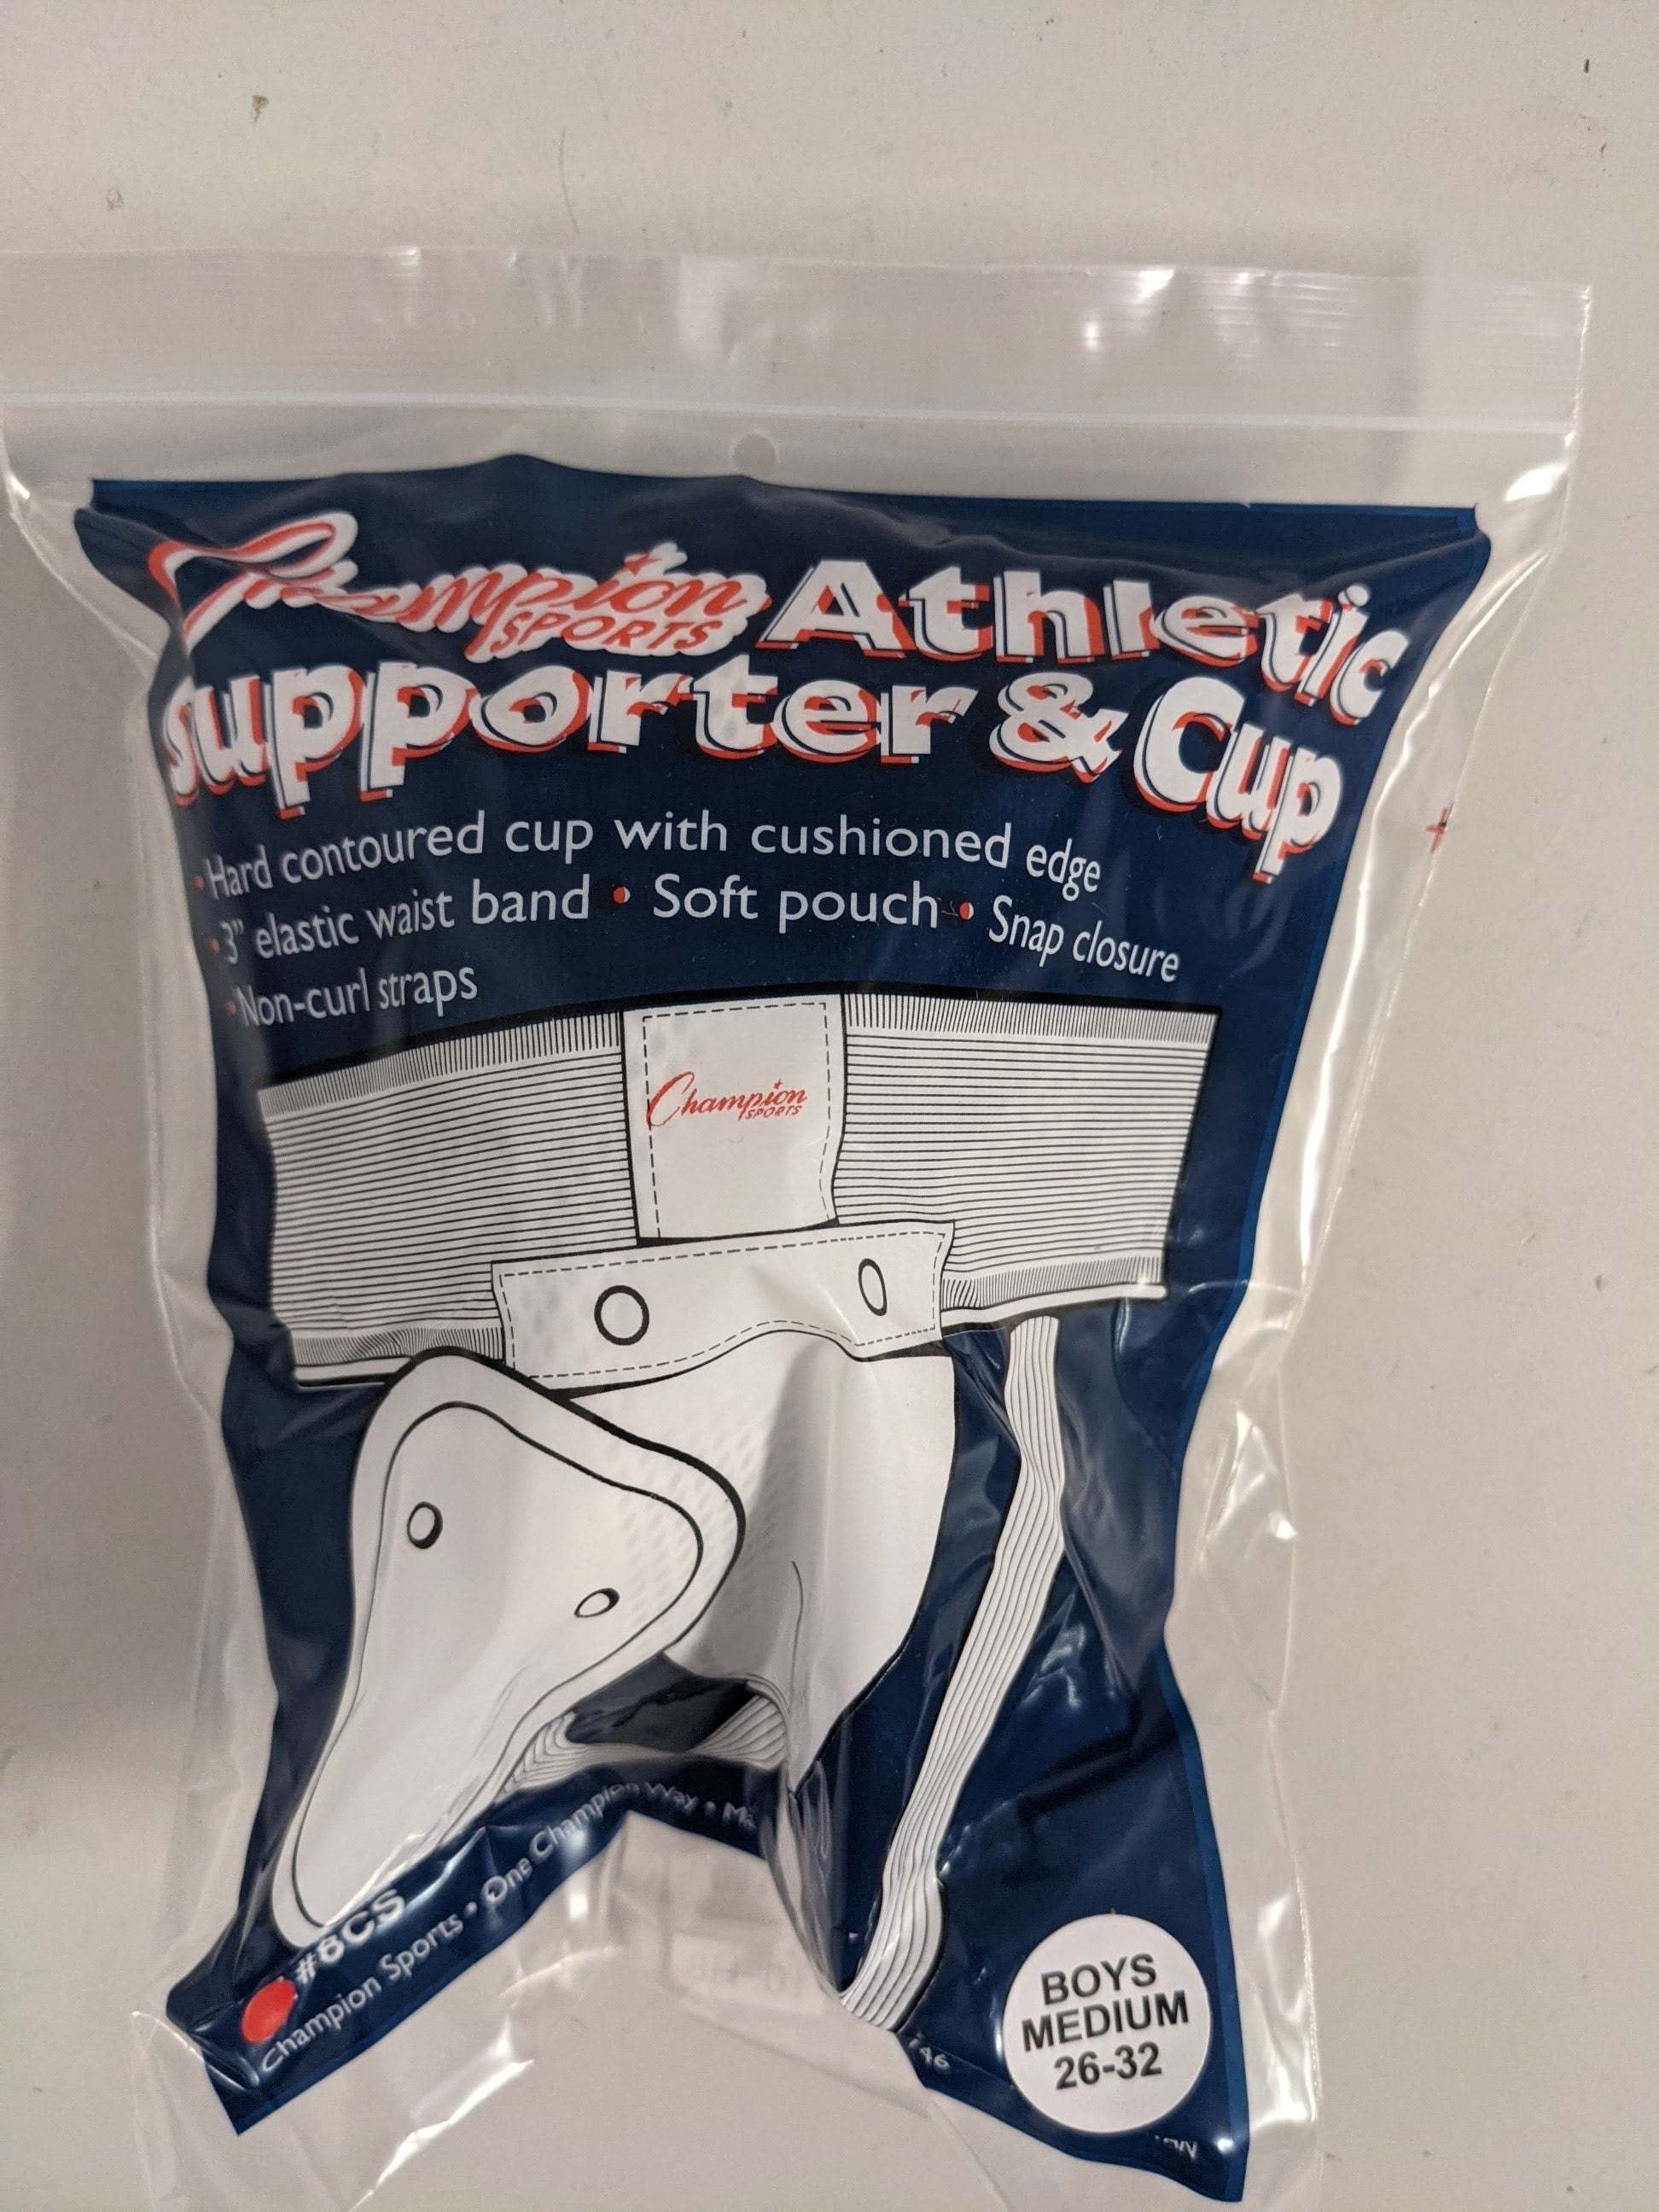 Champion SPORTS Athletic
Supporter & Cup
• Hard contoured cup with cushioned edge
• 3" elastic waist band • Soft pouch • Snap closure
• Non-curl straps
Champion
SPORTS
#8CS
Champion Sports • One Champion Way •
BOYS
MEDIUM
26-32